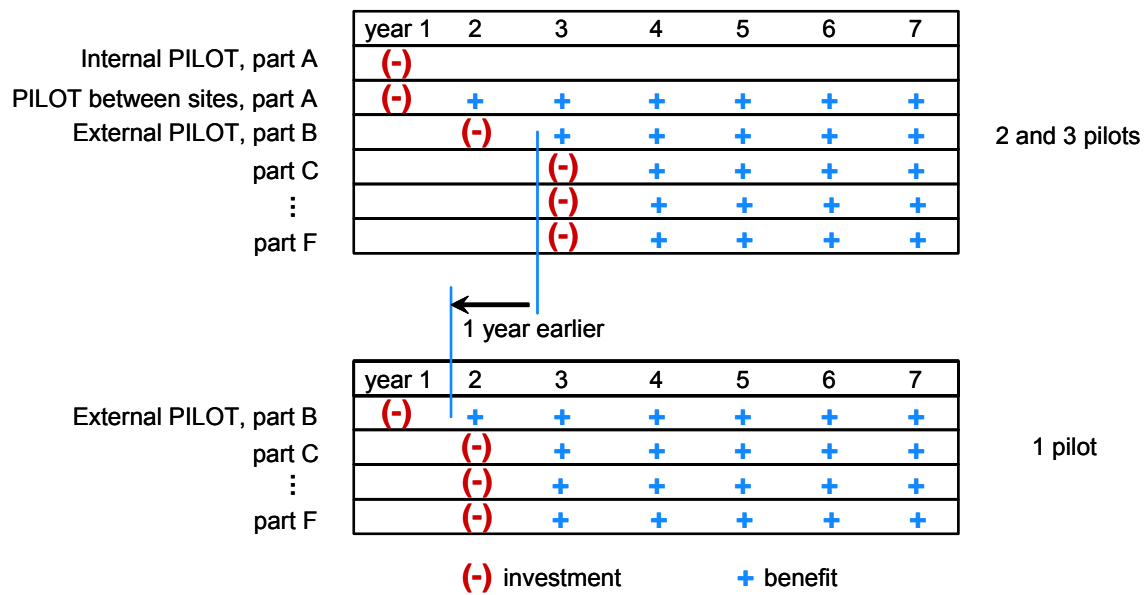 year 1 2 3 4 5 6 7
Internal PILOT, part A (-)
PILOT between sites, part A (-) + + + + + +
External PILOT, part B (-) + + + + +
part C (-) + + + +
⋮ (-) + + + +
part F (-) + + + +
2 and 3 pilots
1 year earlier
year 1 2 3 4 5 6 7
External PILOT, part B (-) + + + + + +
part C (-) + + + + +
⋮ (-) + + + + +
part F (-) + + + + +
1 pilot
(-) investment + benefit